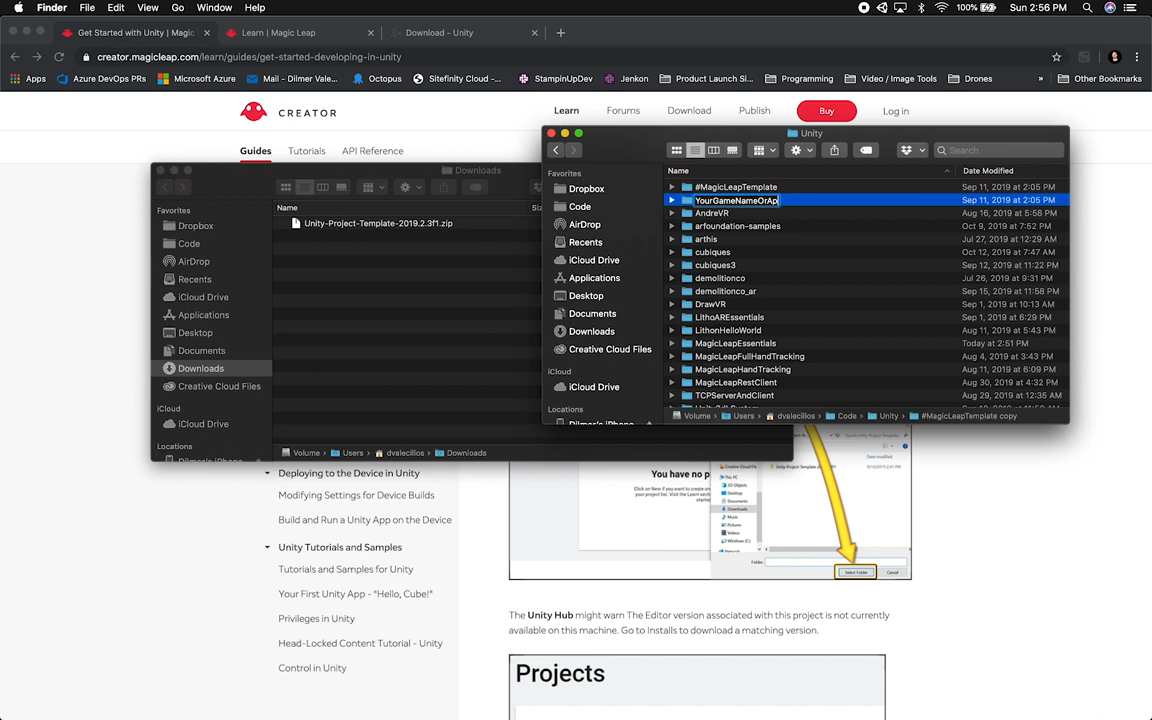 Finder File Edit View Go Window Help
100% Sun 2:56 PM
Get Started with Unity | Magic
Learn | Magic Leap
Download - Unity
creator.magicleap.com/learn/guides/get-started-developing-in-unity
Apps Azure DevOps PRs Microsoft Azure Mail - Dilmer Vale... Octopus Sitefinity Cloud -... StampinUpDev Jenkon Product Launch Si... Programming Video / Image Tools Drones » Other Bookmarks
CREATOR
Learn Forums Download Publish Buy Log in
Guides Tutorials API Reference
Downloads
Favorites
Dropbox
Code
AirDrop
Recents
iCloud Drive
Applications
Desktop
Documents
Downloads
Creative Cloud Files
iCloud
iCloud Drive
Locations
Dilmer's iPhone
Name
Unity-Project-Template-2019.2.3f1.zip
Volume Users dvalecillos Downloads
Unity
Search
Favorites
Dropbox
Code
AirDrop
Recents
iCloud Drive
Applications
Desktop
Documents
Downloads
Creative Cloud Files
iCloud
iCloud Drive
Locations
Dilmer's iPhone
Name Date Modified
#MagicLeapTemplate Sep 11, 2019 at 2:05 PM
YourGameNameOrAp Sep 11, 2019 at 2:05 PM
AndreVR Aug 16, 2019 at 5:58 PM
arfoundation-samples Oct 9, 2019 at 7:52 PM
arthis Jul 27, 2019 at 12:29 AM
cubiques Oct 12, 2019 at 7:47 AM
cubiques3 Sep 12, 2019 at 11:22 PM
demolitionco Jul 26, 2019 at 9:31 PM
demolitionco_ar Sep 15, 2019 at 11:58 PM
DrawVR Sep 1, 2019 at 10:13 AM
LithoAREssentials Sep 1, 2019 at 6:29 PM
LithonHelloWorld Aug 11, 2019 at 5:43 PM
MagicLeapEssentials Today at 2:51 PM
MagicLeapFullHandTracking Aug 4, 2019 at 3:43 PM
MagicLeapHandTracking Aug 11, 2019 at 6:09 PM
MagicLeapRestClient Aug 30, 2019 at 4:32 PM
TCPServerAndClient Aug 29, 2019 at 12:35 AM
Volume Users dvalecillos Code Unity #MagicLeapTemplate copy
Deploying to the Device in Unity
Modifying Settings for Device Builds
Build and Run a Unity App on the Device
Unity Tutorials and Samples
Tutorials and Samples for Unity
Your First Unity App - "Hello, Cube!"
Privileges in Unity
Head-Locked Content Tutorial - Unity
Control in Unity
You have no p
Select Folder Cancel
The Unity Hub might warn The Editor version associated with this project is not currently
available on this machine. Go to Installs to download a matching version.
Projects